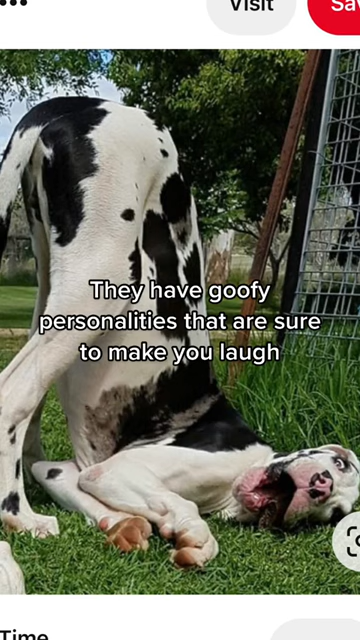 Visit
They have goofy
personalities that are sure
to make you laugh
Time